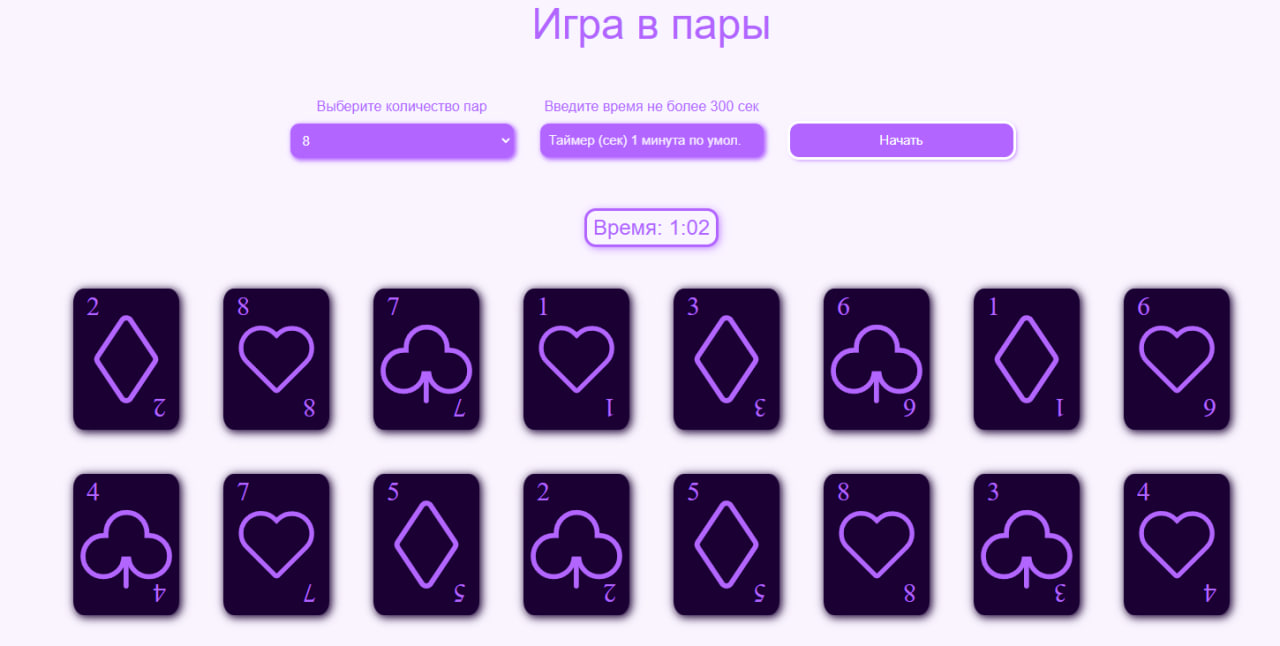 Игра в пары
Выберите количество пар
Введите время не более 300 сек
8
Таймер (сек) 1 минута по умол.
Начать
Время: 1:02
2 8 7 1 3 6 1 6
2 8 7 1 3 6 1 6
4 7 5 2 5 8 3 4
4 7 5 2 5 8 3 4